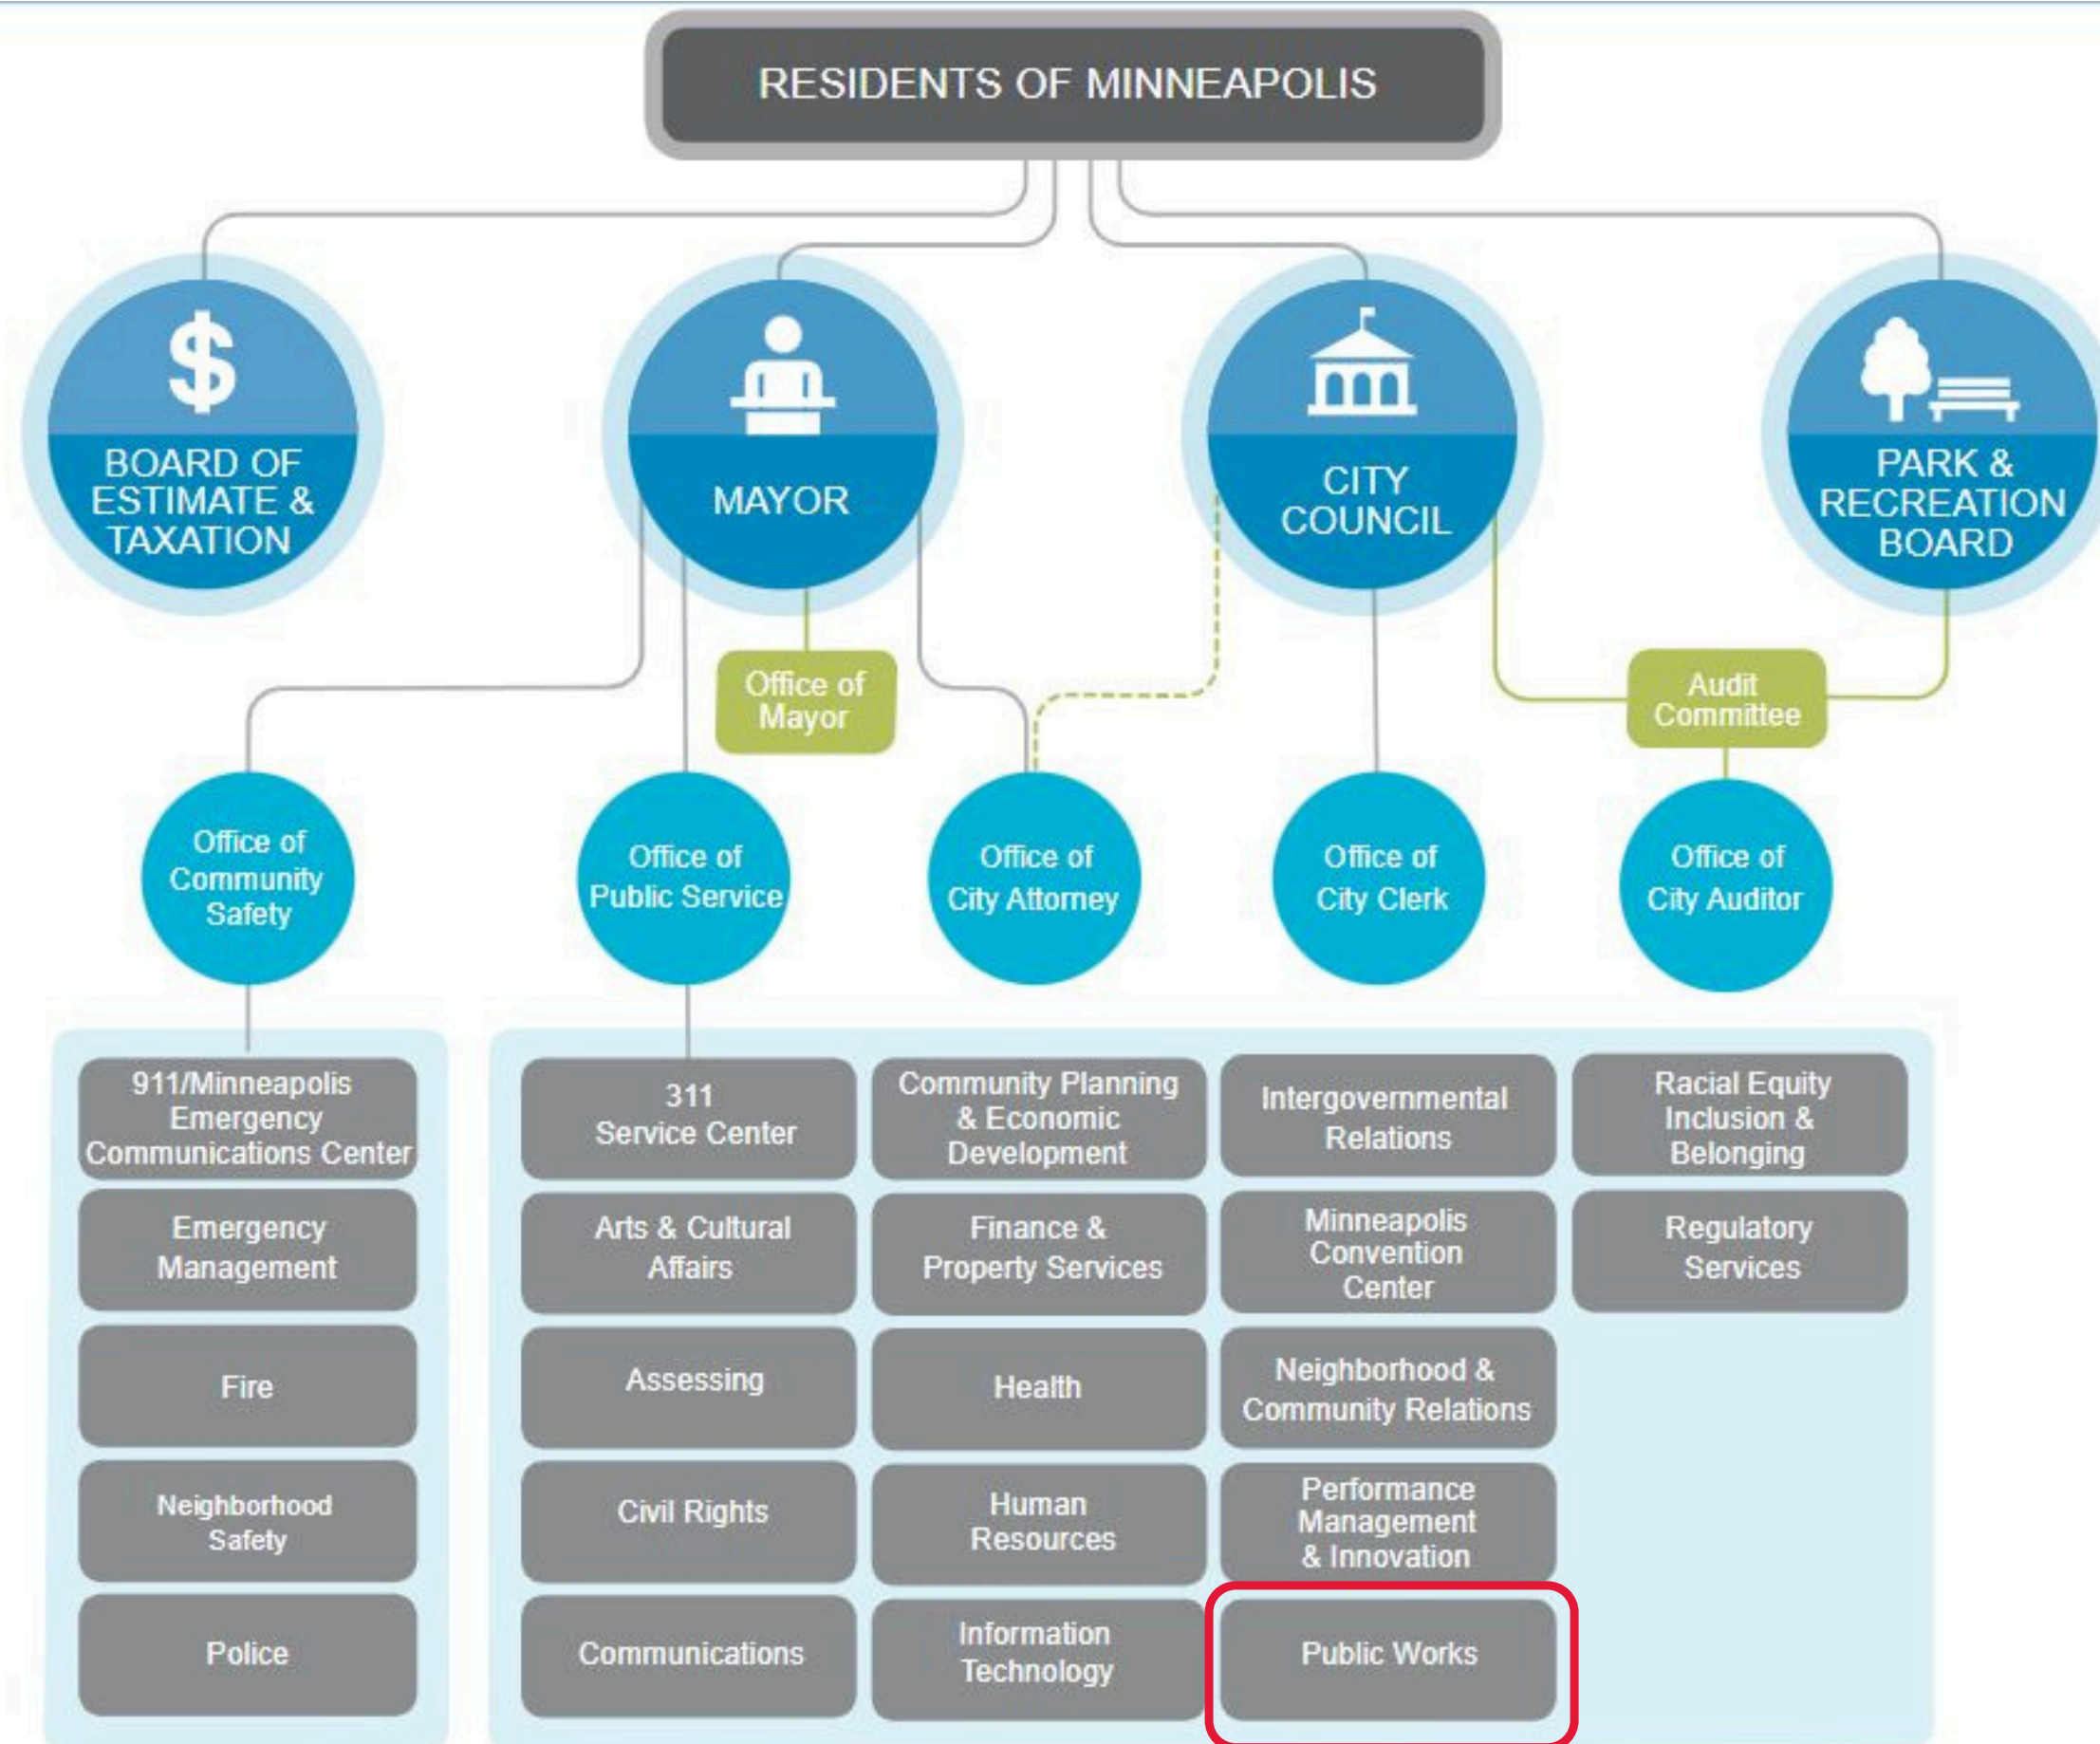 RESIDENTS OF MINNEAPOLIS
$
BOARD OF
ESTIMATE &
TAXATION
MAYOR
CITY
COUNCIL
PARK &
RECREATION
BOARD
Office of
Mayor
Audit
Committee
Office of
Community
Safety
Office of
Public Service
Office of
City Attorney
Office of
City Clerk
Office of
City Auditor
911/Minneapolis
Emergency
Communications Center
Emergency
Management
Fire
Neighborhood
Safety
Police
311
Service Center
Arts & Cultural
Affairs
Assessing
Civil Rights
Communications
Community Planning
& Economic
Development
Finance &
Property Services
Health
Human
Resources
Information
Technology
Intergovernmental
Relations
Minneapolis
Convention
Center
Neighborhood &
Community Relations
Performance
Management
& Innovation
Public Works
Racial Equity
Inclusion &
Belonging
Regulatory
Services